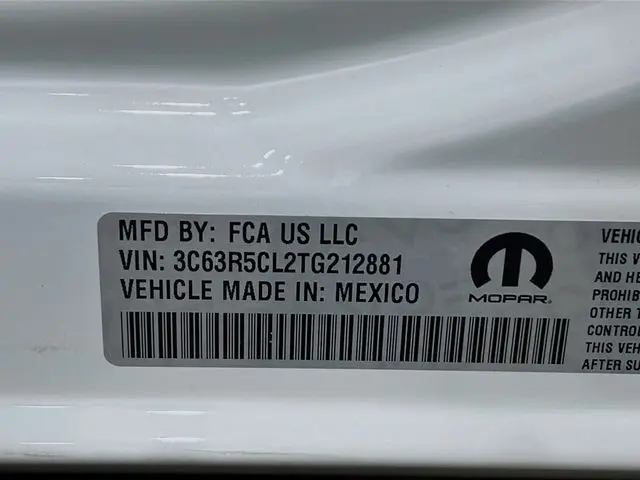 MFD BY: FCA US LLC
VIN: 3C63R5CL2TG212881
VEHICLE MADE IN: MEXICO
MOPAR®
VEHIC
THIS V
AND HE
PROHIB
OTHER T
CONTROL
THIS VEH
AFTER SU